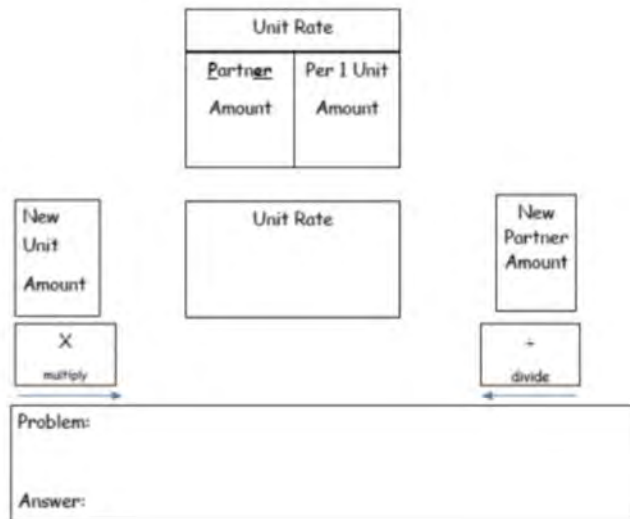 Unit Rate
Partner
Amount
Per 1 Unit
Amount
New
Unit
Amount
Unit Rate
New
Partner
Amount
X
multiply
÷
divide
Problem:
Answer: